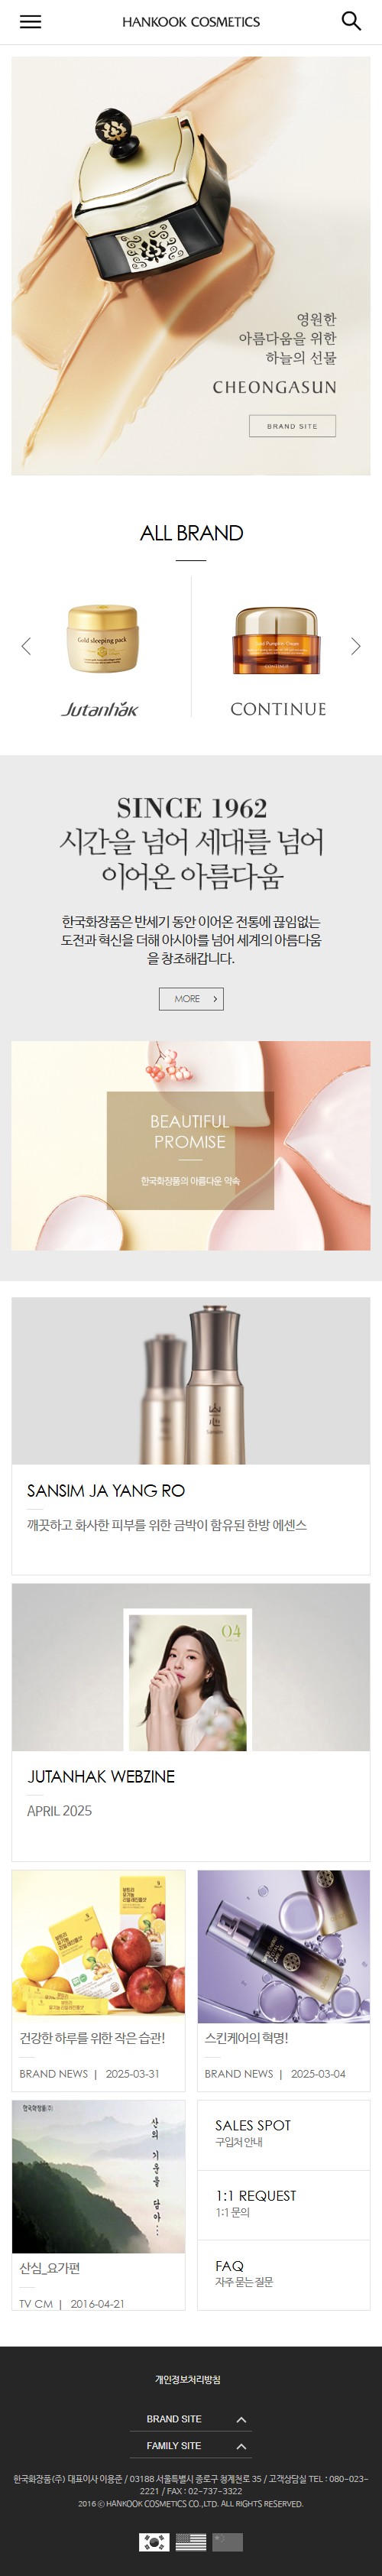 HANKOOK COSMETICS
영원한
아름다움을 위한
하늘의 선물
CHEONGASUN
BRAND SITE
ALL BRAND
Gold sleeping pack
Jutanhak
CONTINUE
CONTINUE
SINCE 1962
시간을 넘어 세대를 넘어
이어온 아름다움
한국화장품은 반세기 동안 이어온 전통에 끊임없는
도전과 혁신을 더해 아시아를 넘어 세계의 아름다움
을 창조해갑니다.
MORE
BEAUTIFUL
PROMISE
한국화장품의 아름다운 약속
SANSIM JA YANG RO
깨끗하고 화사한 피부를 위한 금박이 함유된 한방 에센스
04
JUTANHAK WEBZINE
APRIL 2025
건강한 하루를 위한 작은 습관!
BRAND NEWS | 2025-03-31
스킨케어의 혁명!
BRAND NEWS | 2025-03-04
산의 기운을 담아...
산심_요가편
TV CM | 2016-04-21
SALES SPOT
구입처 안내
1:1 REQUEST
1:1 문의
FAQ
자주 묻는 질문
개인정보처리방침
BRAND SITE
FAMILY SITE
한국화장품(주) 대표이사 이용준 / 03188 서울특별시 종로구 청계천로 35 / 고객상담실 TEL : 080-023-
2221 / FAX : 02-737-3322
2016 ⓒ HANKOOK COSMETICS CO.,LTD. ALL RIGHTS RESERVED.